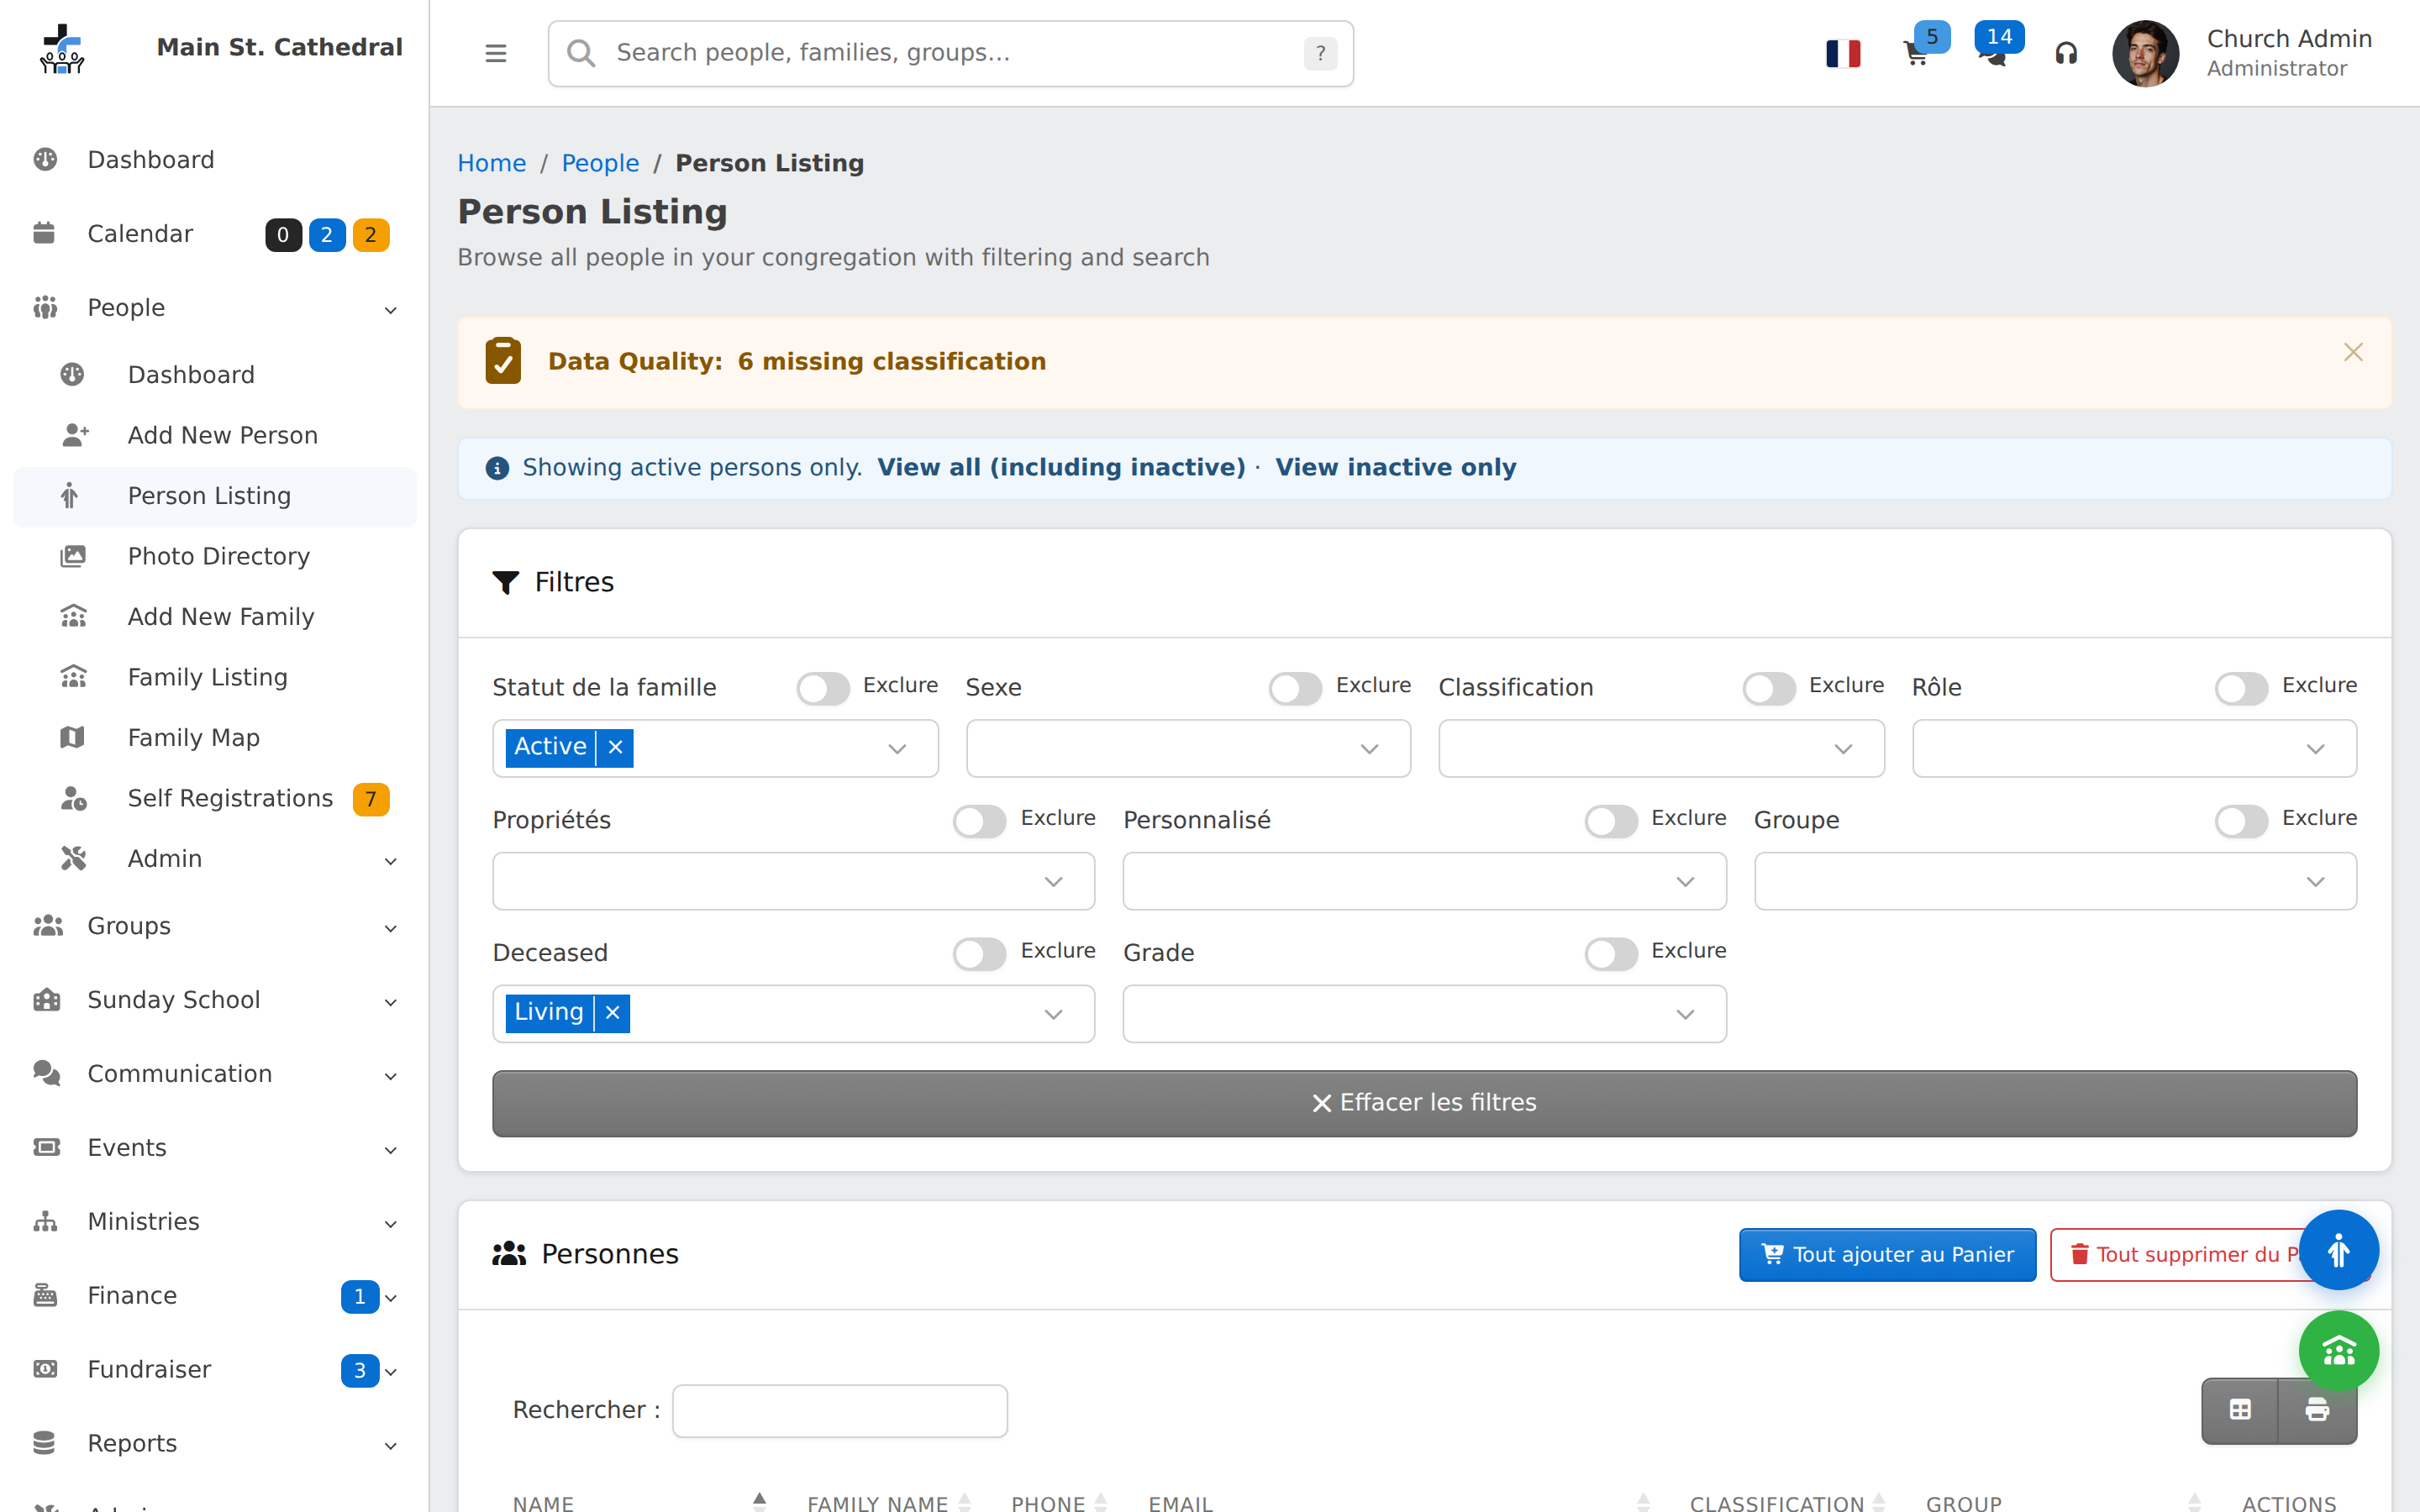 Main St. Cathedral
Search people, families, groups...
?
5
14
Church Admin
Administrator
Dashboard
Calendar
0
2
2
People
Dashboard
Add New Person
Person Listing
Photo Directory
Add New Family
Family Listing
Family Map
Self Registrations
7
Admin
Groups
Sunday School
Communication
Events
Ministries
Finance
1
Fundraiser
3
Reports
Home / People / Person Listing
Person Listing
Browse all people in your congregation with filtering and search
Data Quality: 6 missing classification
Showing active persons only. View all (including inactive) · View inactive only
Filtres
Statut de la famille Exclure
Sexe Exclure
Classification Exclure
Rôle Exclure
Active ×
Propriétés Exclure
Personnalisé Exclure
Groupe Exclure
Deceased Exclure
Grade Exclure
Living ×
Effacer les filtres
Personnes
Tout ajouter au Panier
Tout supprimer du
Rechercher :
NAME FAMILY NAME PHONE EMAIL CLASSIFICATION GROUP ACTIONS